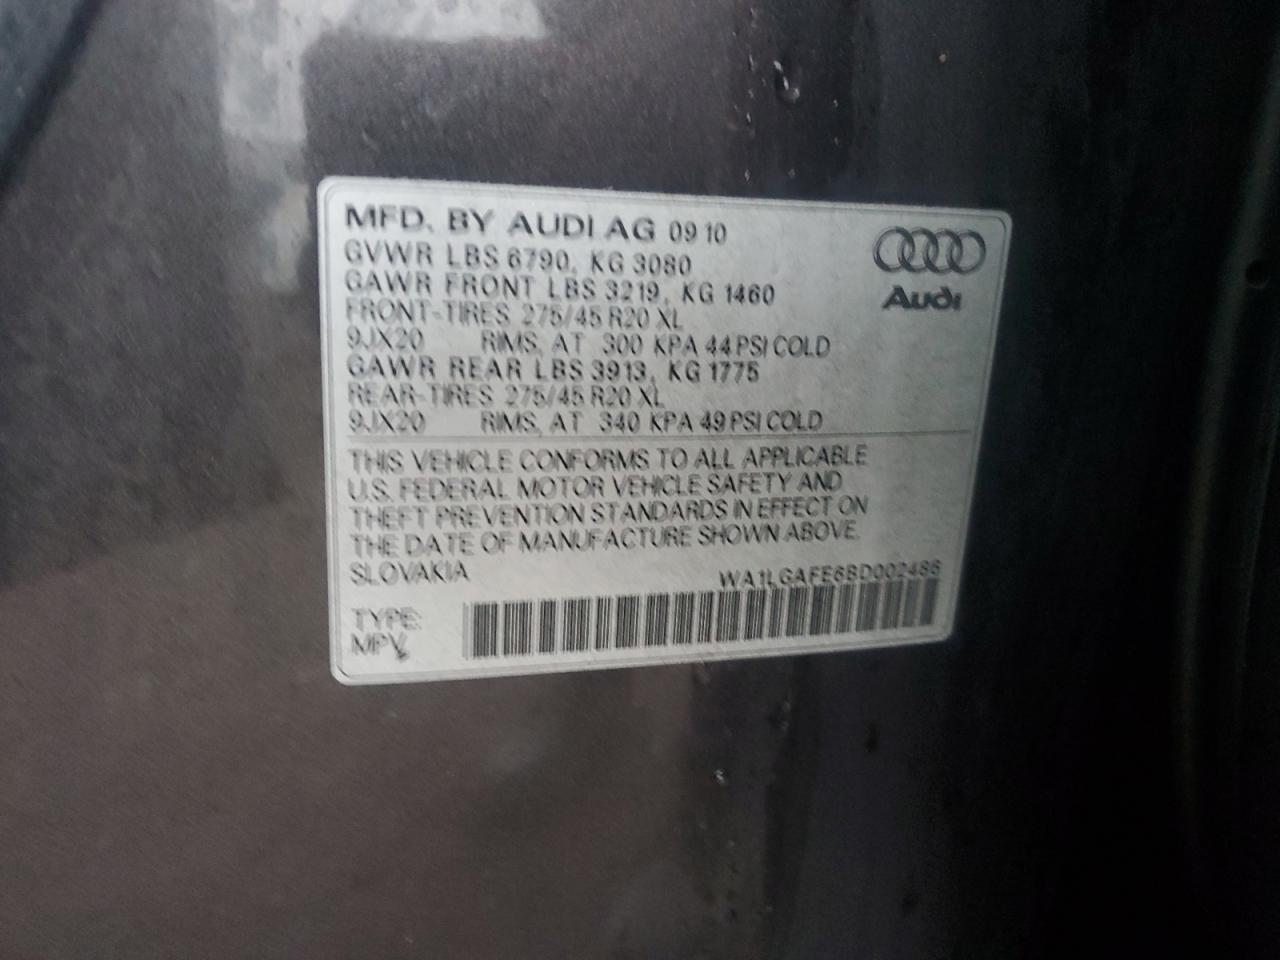 MFD. BY AUDI AG 09 10
GVWR LBS 6790, KG 3080
GAWR FRONT LBS 3219, KG 1460
FRONT-TIRES 275/45 R20 XL
9JX20 RIMS, AT 300 KPA 44 PSI COLD
GAWR REAR LBS 3913, KG 1775
REAR-TIRES 275/45 R20 XL
9JX20 RIMS, AT 340 KPA 49 PSI COLD
Audi
THIS VEHICLE CONFORMS TO ALL APPLICABLE
U.S. FEDERAL MOTOR VEHICLE SAFETY AND
THEFT PREVENTION STANDARDS IN EFFECT ON
THE DATE OF MANUFACTURE SHOWN ABOVE.
SLOVAKIA WA1LGAFE6BD002486
TYPE:
MPV